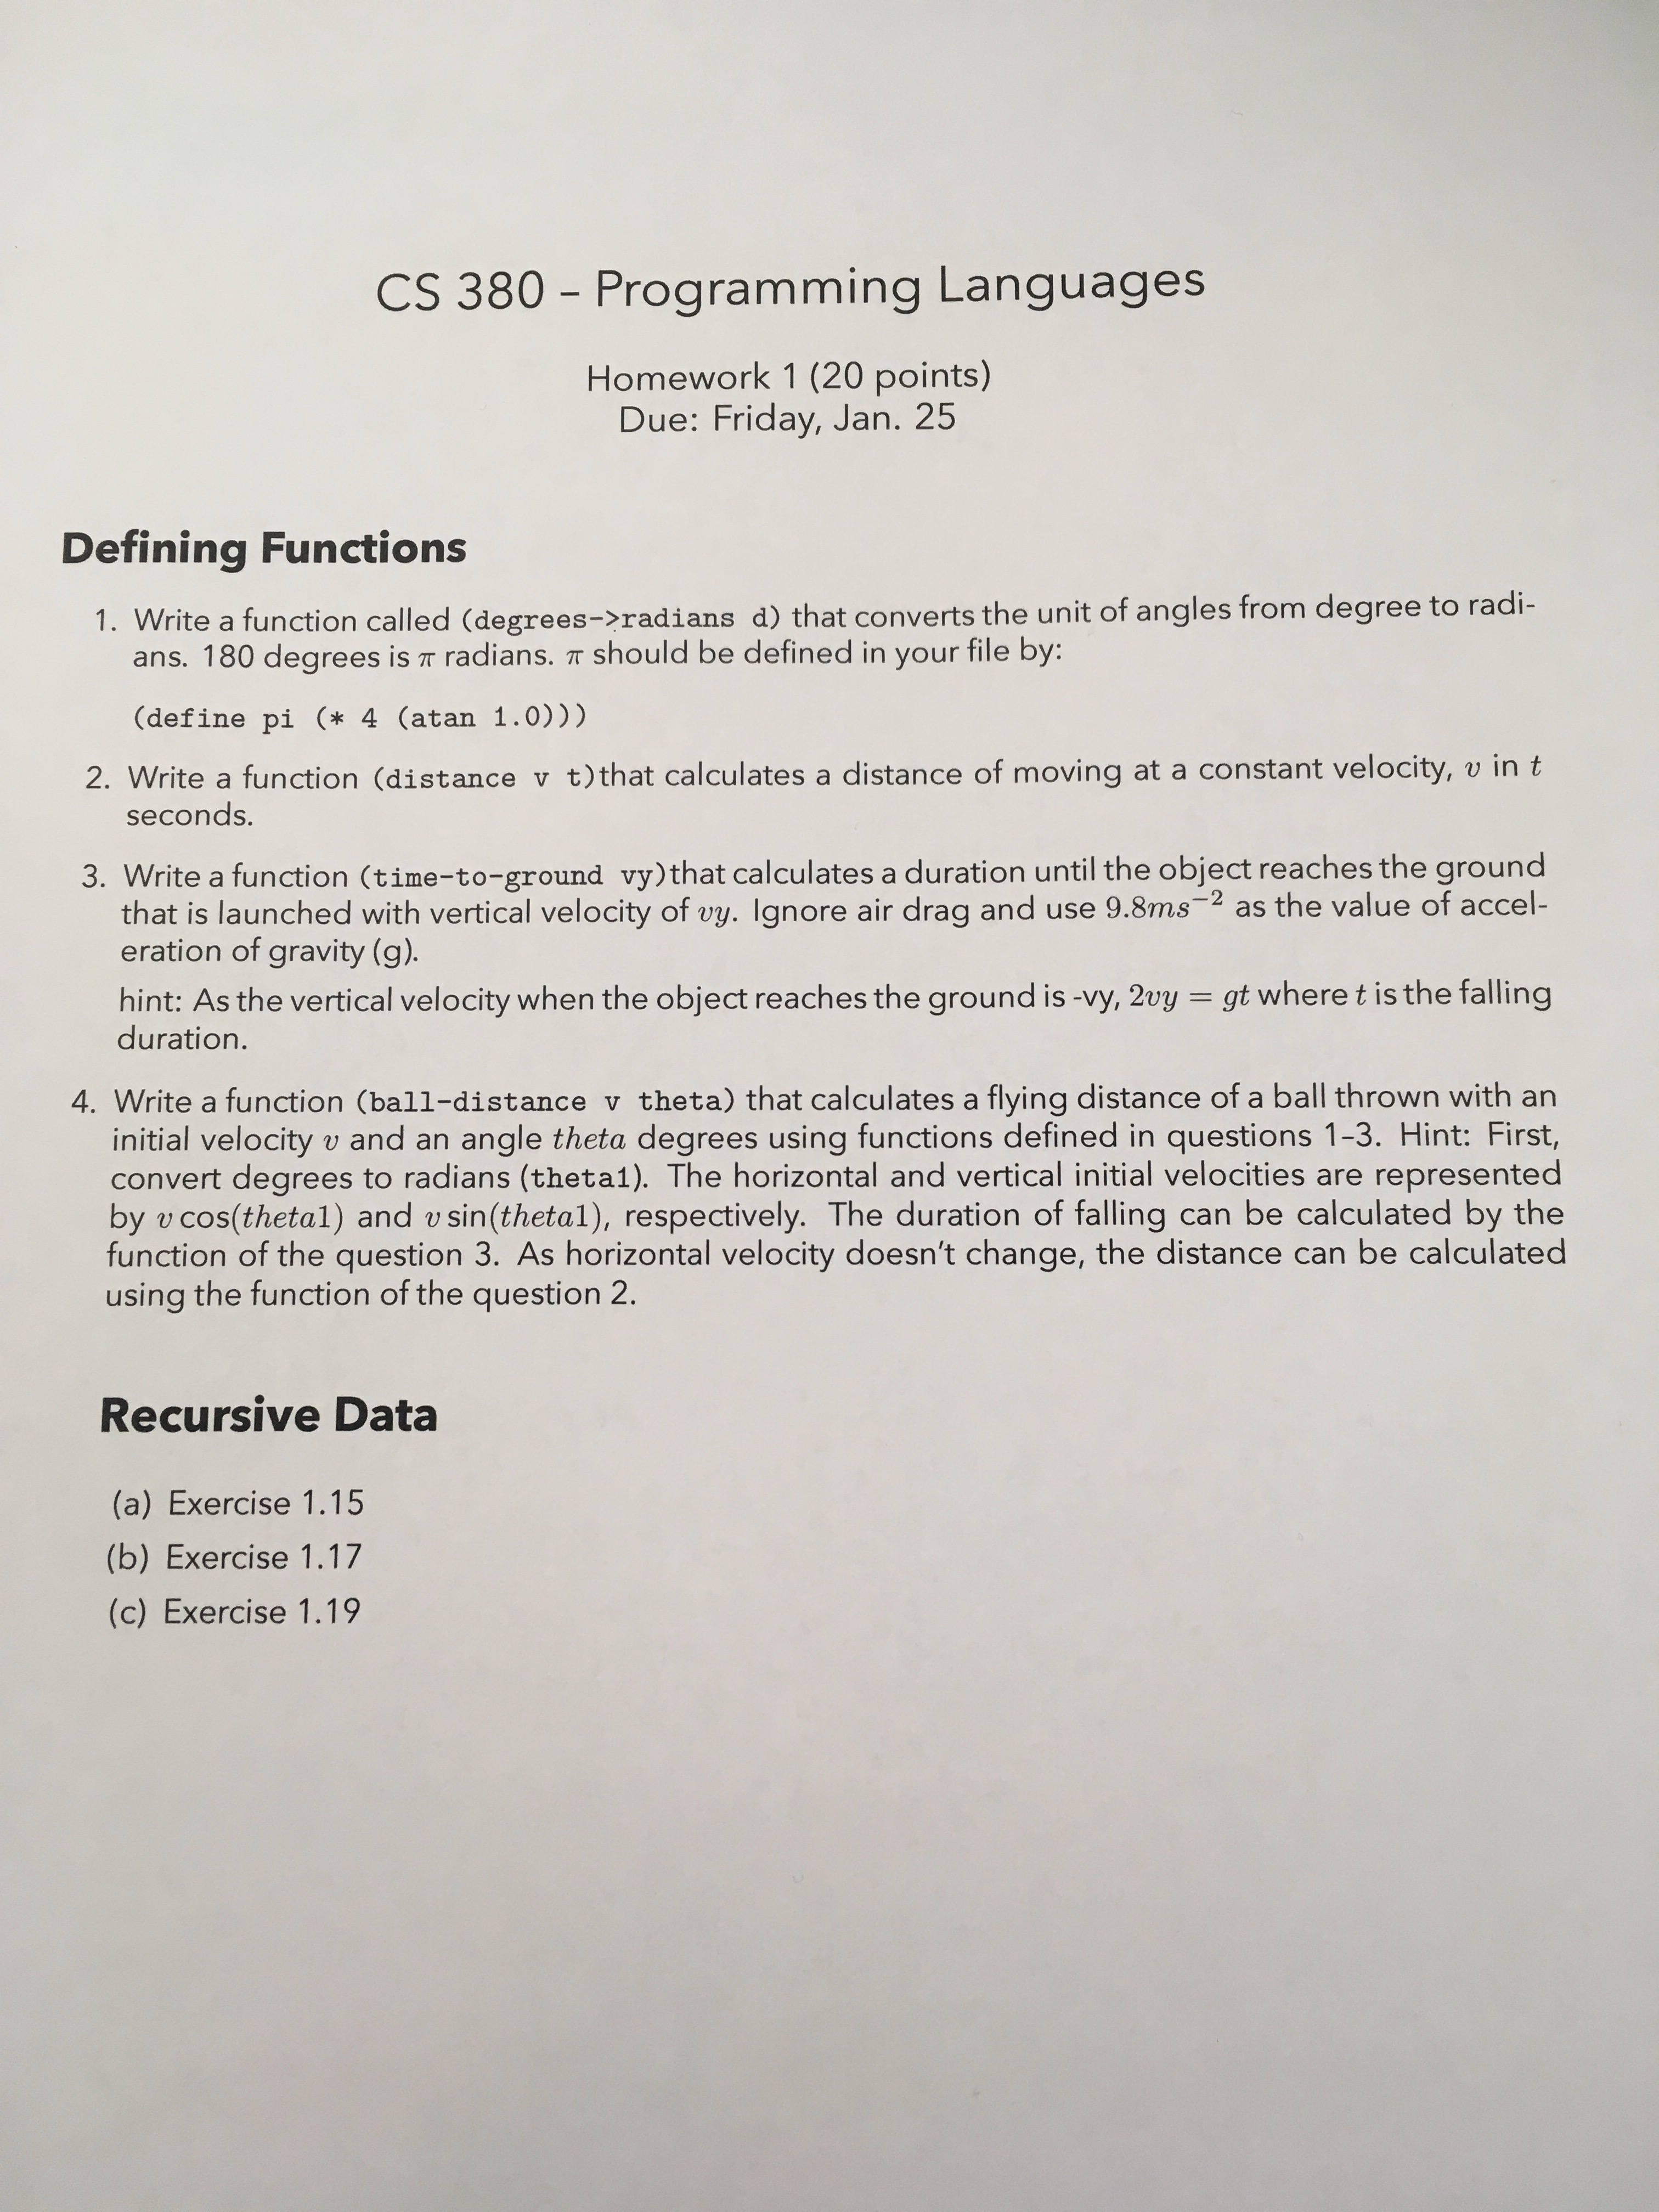 CS 380 – Programming Languages
Homework 1 (20 points)
Due: Friday, Jan. 25
Defining Functions
1. Write a function called (degrees->radians d) that converts the unit of angles from degree to radi-
ans. 180 degrees is π radians. π should be defined in your file by:
(define pi (* 4 (atan 1.0)))
2. Write a function (distance v t)that calculates a distance of moving at a constant velocity, v in t
seconds.
3. Write a function (time-to-ground vy)that calculates a duration until the object reaches the ground
that is launched with vertical velocity of vy. Ignore air drag and use 9.8ms⁻² as the value of accel-
eration of gravity (g).
hint: As the vertical velocity when the object reaches the ground is -vy, 2vy = gt where t is the falling
duration.
4. Write a function (ball-distance v theta) that calculates a flying distance of a ball thrown with an
initial velocity v and an angle theta degrees using functions defined in questions 1–3. Hint: First,
convert degrees to radians (theta1). The horizontal and vertical initial velocities are represented
by v cos(theta1) and v sin(theta1), respectively. The duration of falling can be calculated by the
function of the question 3. As horizontal velocity doesn't change, the distance can be calculated
using the function of the question 2.
Recursive Data
(a) Exercise 1.15
(b) Exercise 1.17
(c) Exercise 1.19